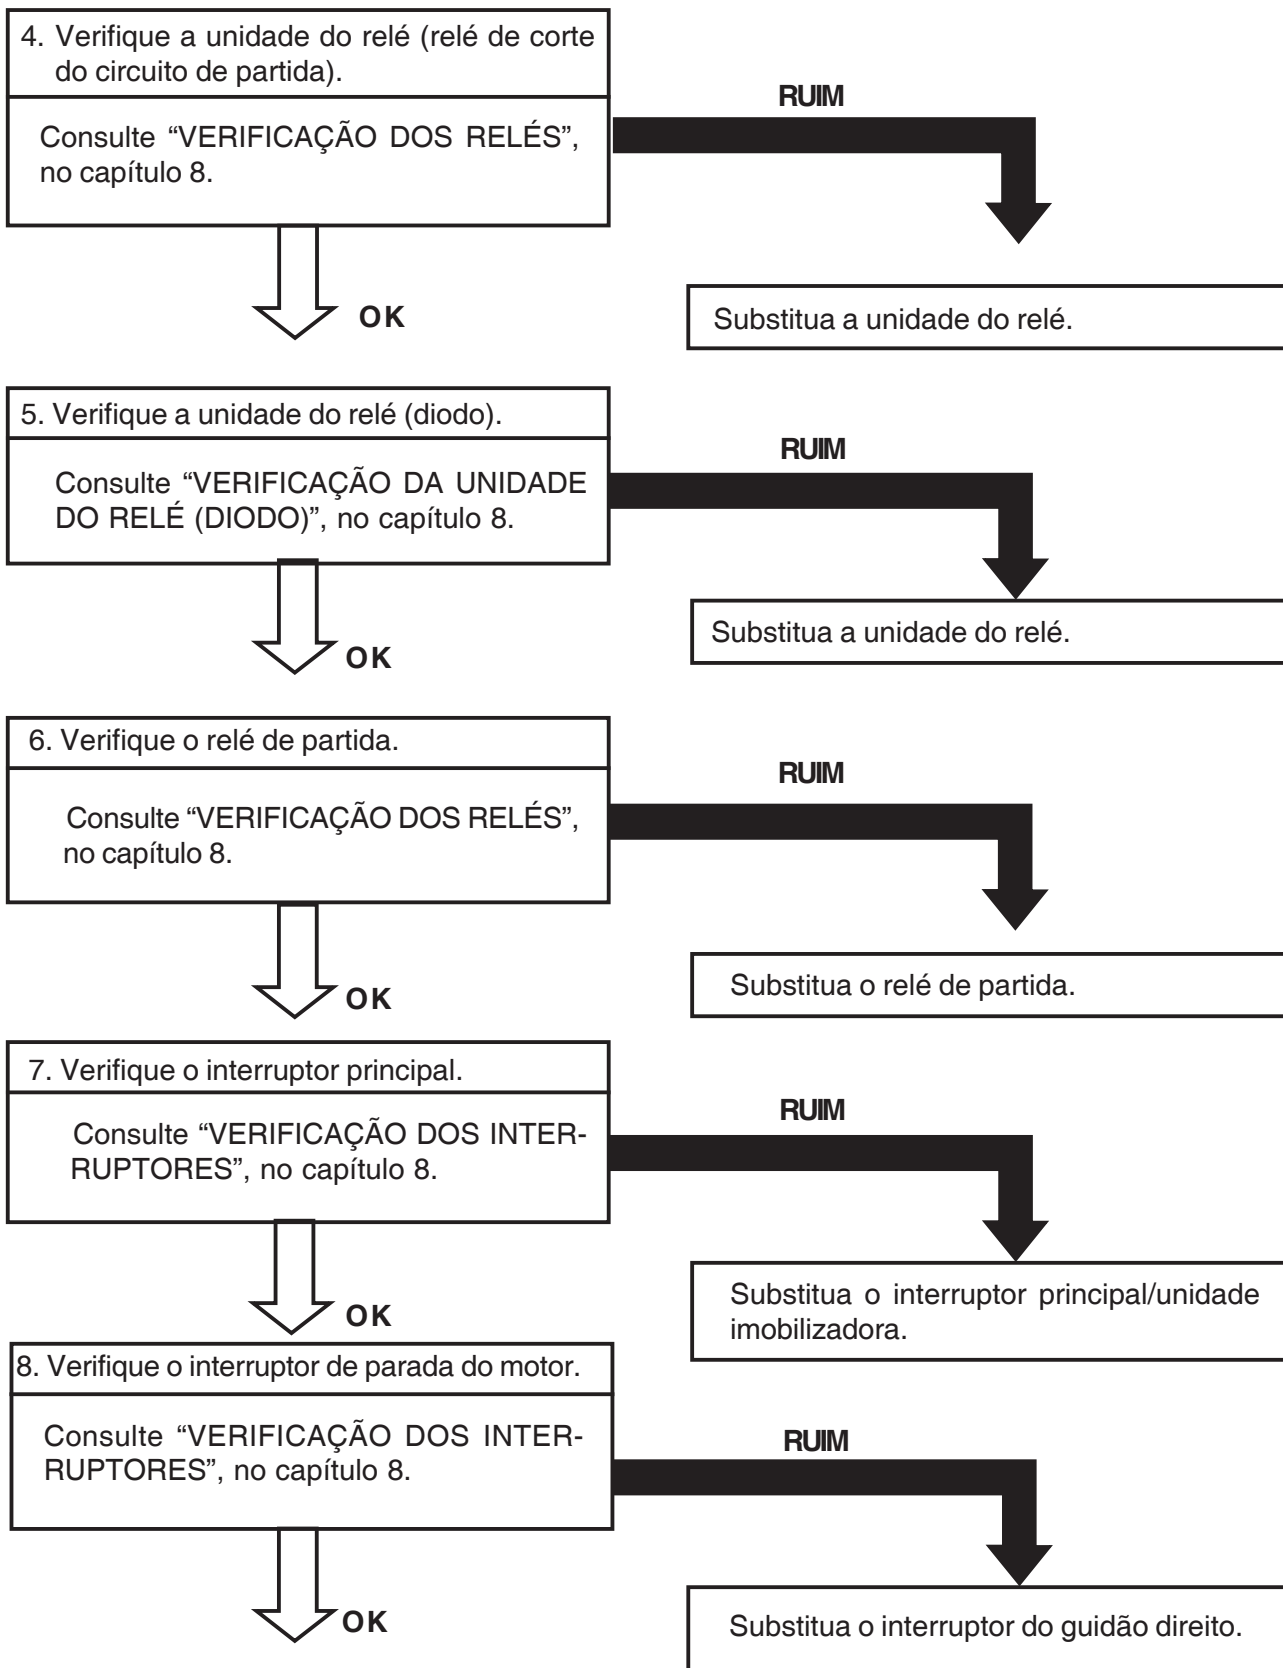 4. Verifique a unidade do relé (relé de corte
do circuito de partida).
RUIM
Consulte “VERIFICAÇÃO DOS RELÉS”,
no capítulo 8.
OK
Substitua a unidade do relé.
5. Verifique a unidade do relé (diodo).
RUIM
Consulte “VERIFICAÇÃO DA UNIDADE
DO RELÉ (DIODO)”, no capítulo 8.
OK
Substitua a unidade do relé.
6. Verifique o relé de partida.
RUIM
Consulte “VERIFICAÇÃO DOS RELÉS”,
no capítulo 8.
OK
Substitua o relé de partida.
7. Verifique o interruptor principal.
RUIM
Consulte “VERIFICAÇÃO DOS INTER-
RUPTORES”, no capítulo 8.
OK
Substitua o interruptor principal/unidade
imobilizadora.
8. Verifique o interruptor de parada do motor.
RUIM
Consulte “VERIFICAÇÃO DOS INTER-
RUPTORES”, no capítulo 8.
OK
Substitua o interruptor do guidão direito.